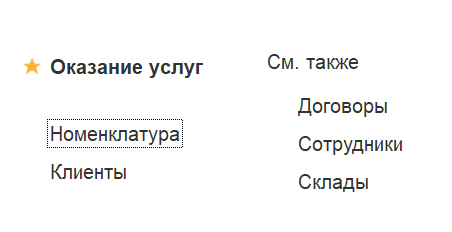 Оказание услуг
Номенклатура
Клиенты
См. также
Договоры
Сотрудники
Склады